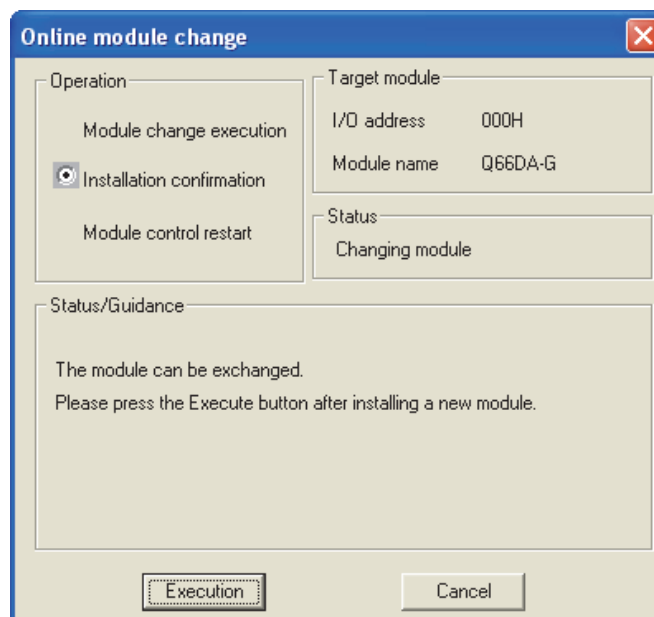 Online module change
Operation
Module change execution
Installation confirmation
Module control restart
Target module
I/O address 000H
Module name Q66DA-G
Status
Changing module
Status/Guidance
The module can be exchanged.
Please press the Execute button after installing a new module.
Execution Cancel